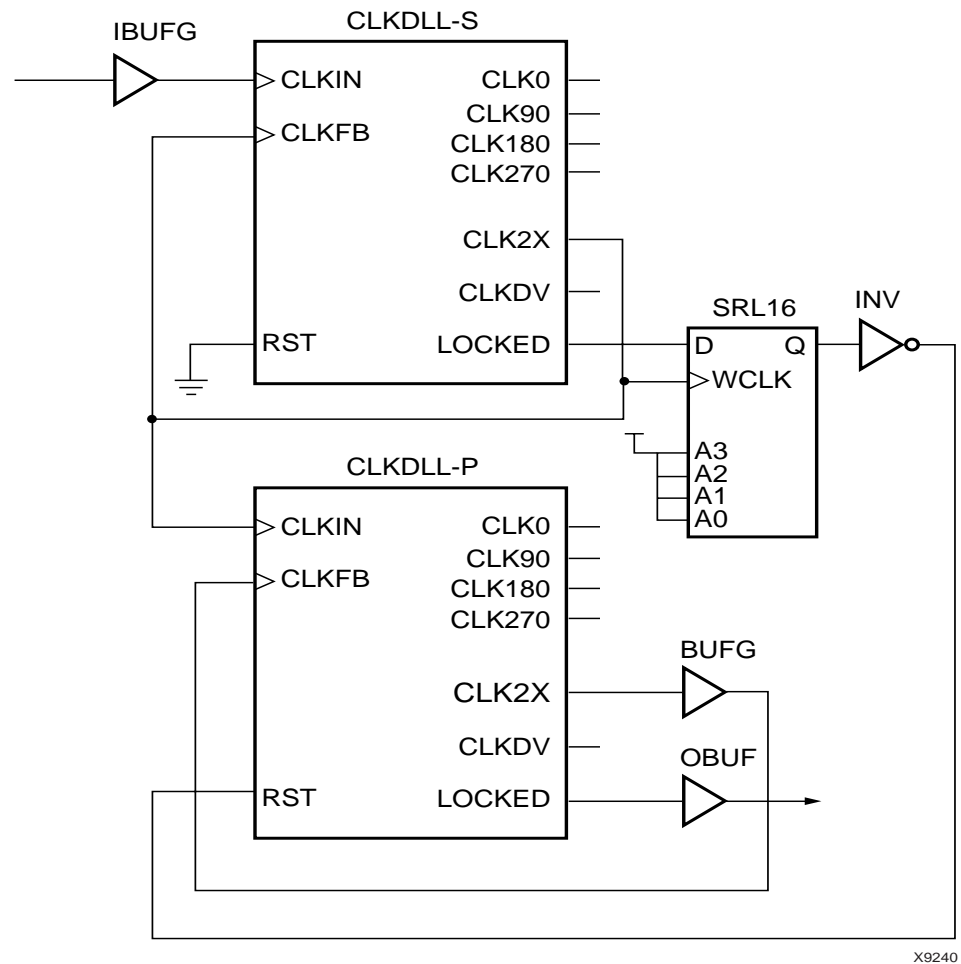 IBUFG
CLKDLL-S
CLKIN
CLKFB
RST
CLK0
CLK90
CLK180
CLK270
CLK2X
CLKDV
LOCKED
SRL16
D
Q
WCLK
A3
A2
A1
A0
INV
CLKDLL-P
CLKIN
CLKFB
RST
CLK0
CLK90
CLK180
CLK270
CLK2X
CLKDV
LOCKED
BUFG
OBUF
X9240